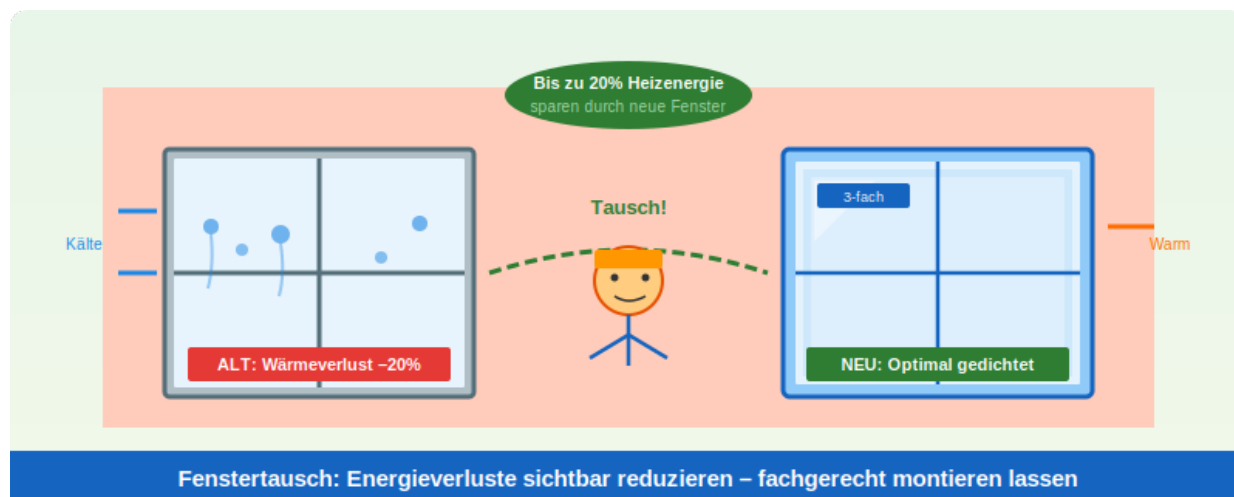 Bis zu 20% Heizenergie
sparen durch neue Fenster
3-fach
Tausch!
Kälte
Warm
ALT: Wärmeverlust –20%
NEU: Optimal gedichtet
Fenstertausch: Energieverluste sichtbar reduzieren – fachgerecht montieren lassen